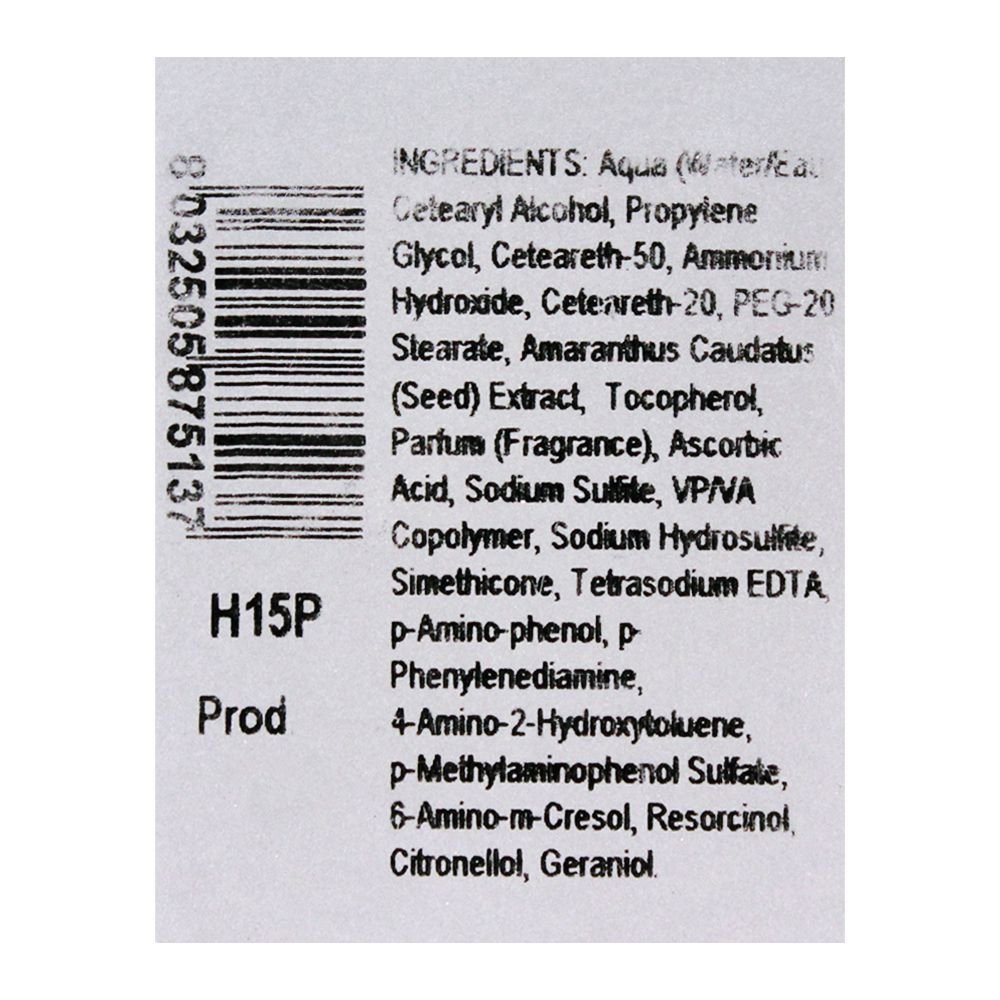 8032505875137
H15P
Prod
INGREDIENTS: Aqua (Water/Eau
Cetearyl Alcohol, Propylene
Glycol, Ceteareth-50, Ammonium
Hydroxide, Ceteareth-20, PEG-20
Stearate, Amaranthus Caudatus
(Seed) Extract, Tocopherol,
Parfum (Fragrance), Ascorbic
Acid, Sodium Sulfite, VP/VA
Copolymer, Sodium Hydrosulfite,
Simethicone, Tetrasodium EDTA,
p-Amino-phenol, p-
Phenylenediamine,
4-Amino-2-Hydroxytoluene,
p-Methylaminophenol Sulfate,
6-Amino-m-Cresol, Resorcinol,
Citronellol, Geraniol.